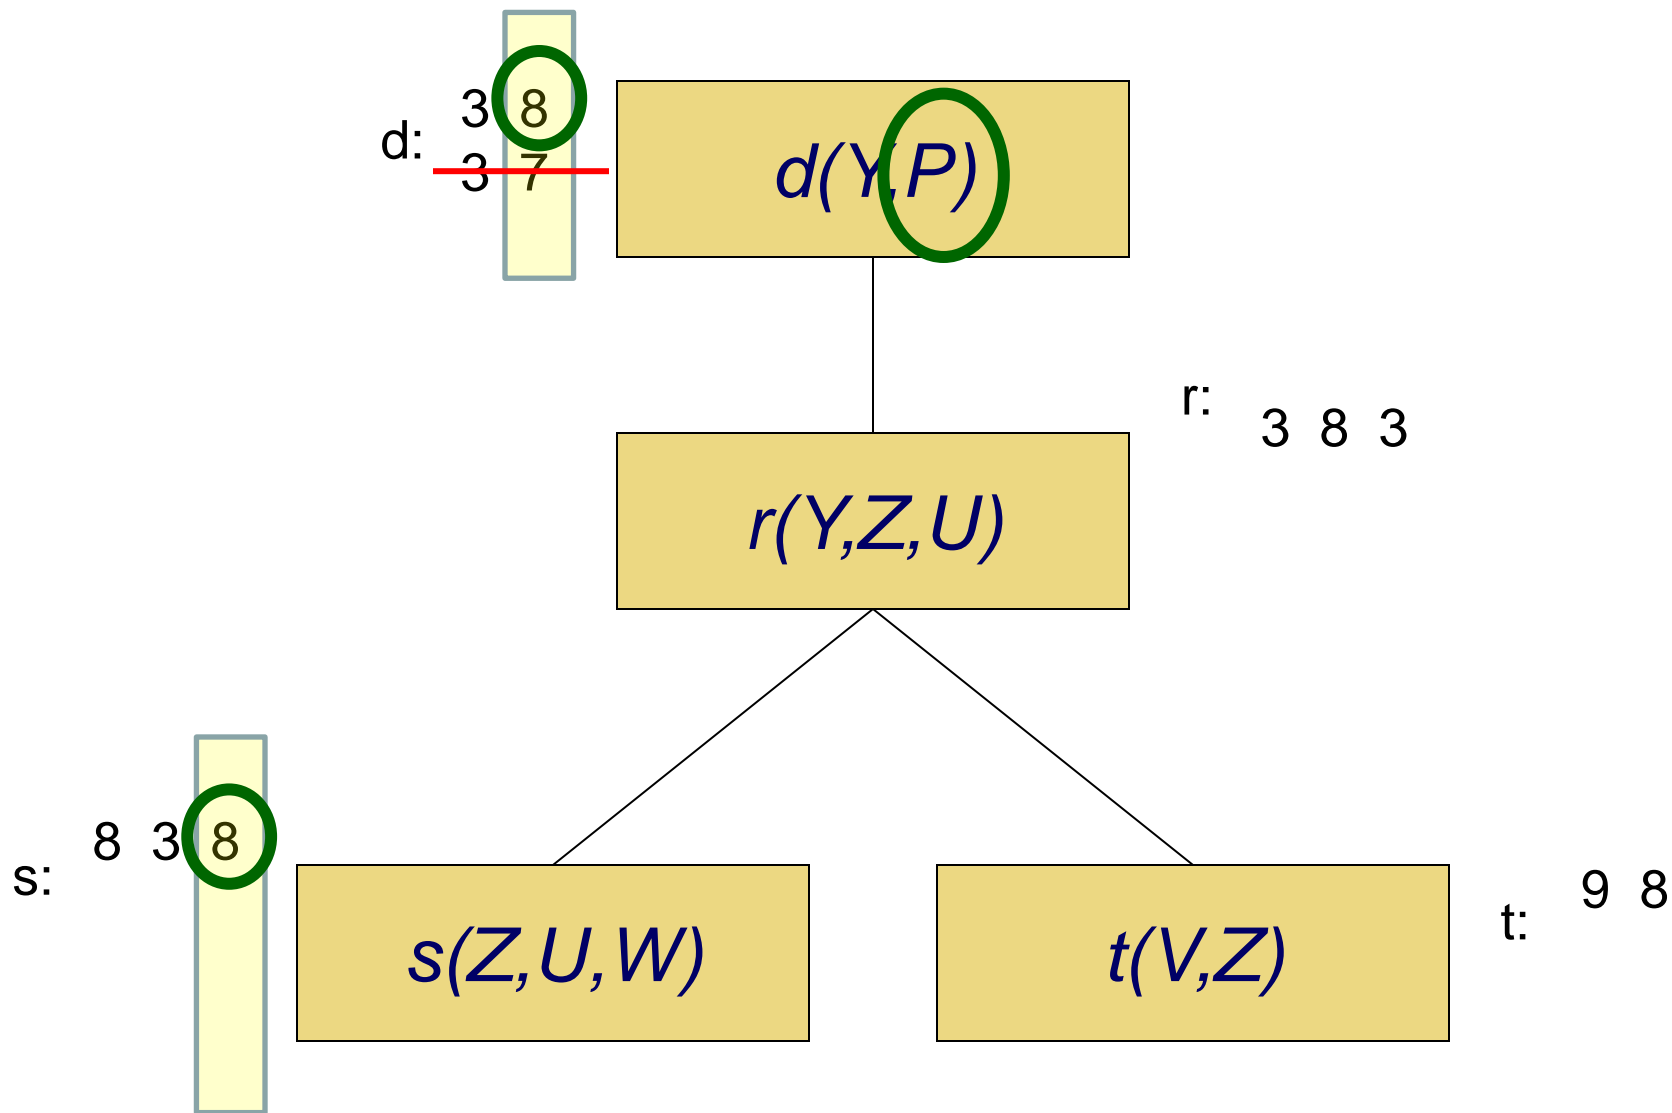 3 8
d:
3 7
d(Y,P)
r:
3 8 3
r(Y,Z,U)
8 3 8
s:
s(Z,U,W)
9 8
t:
t(V,Z)